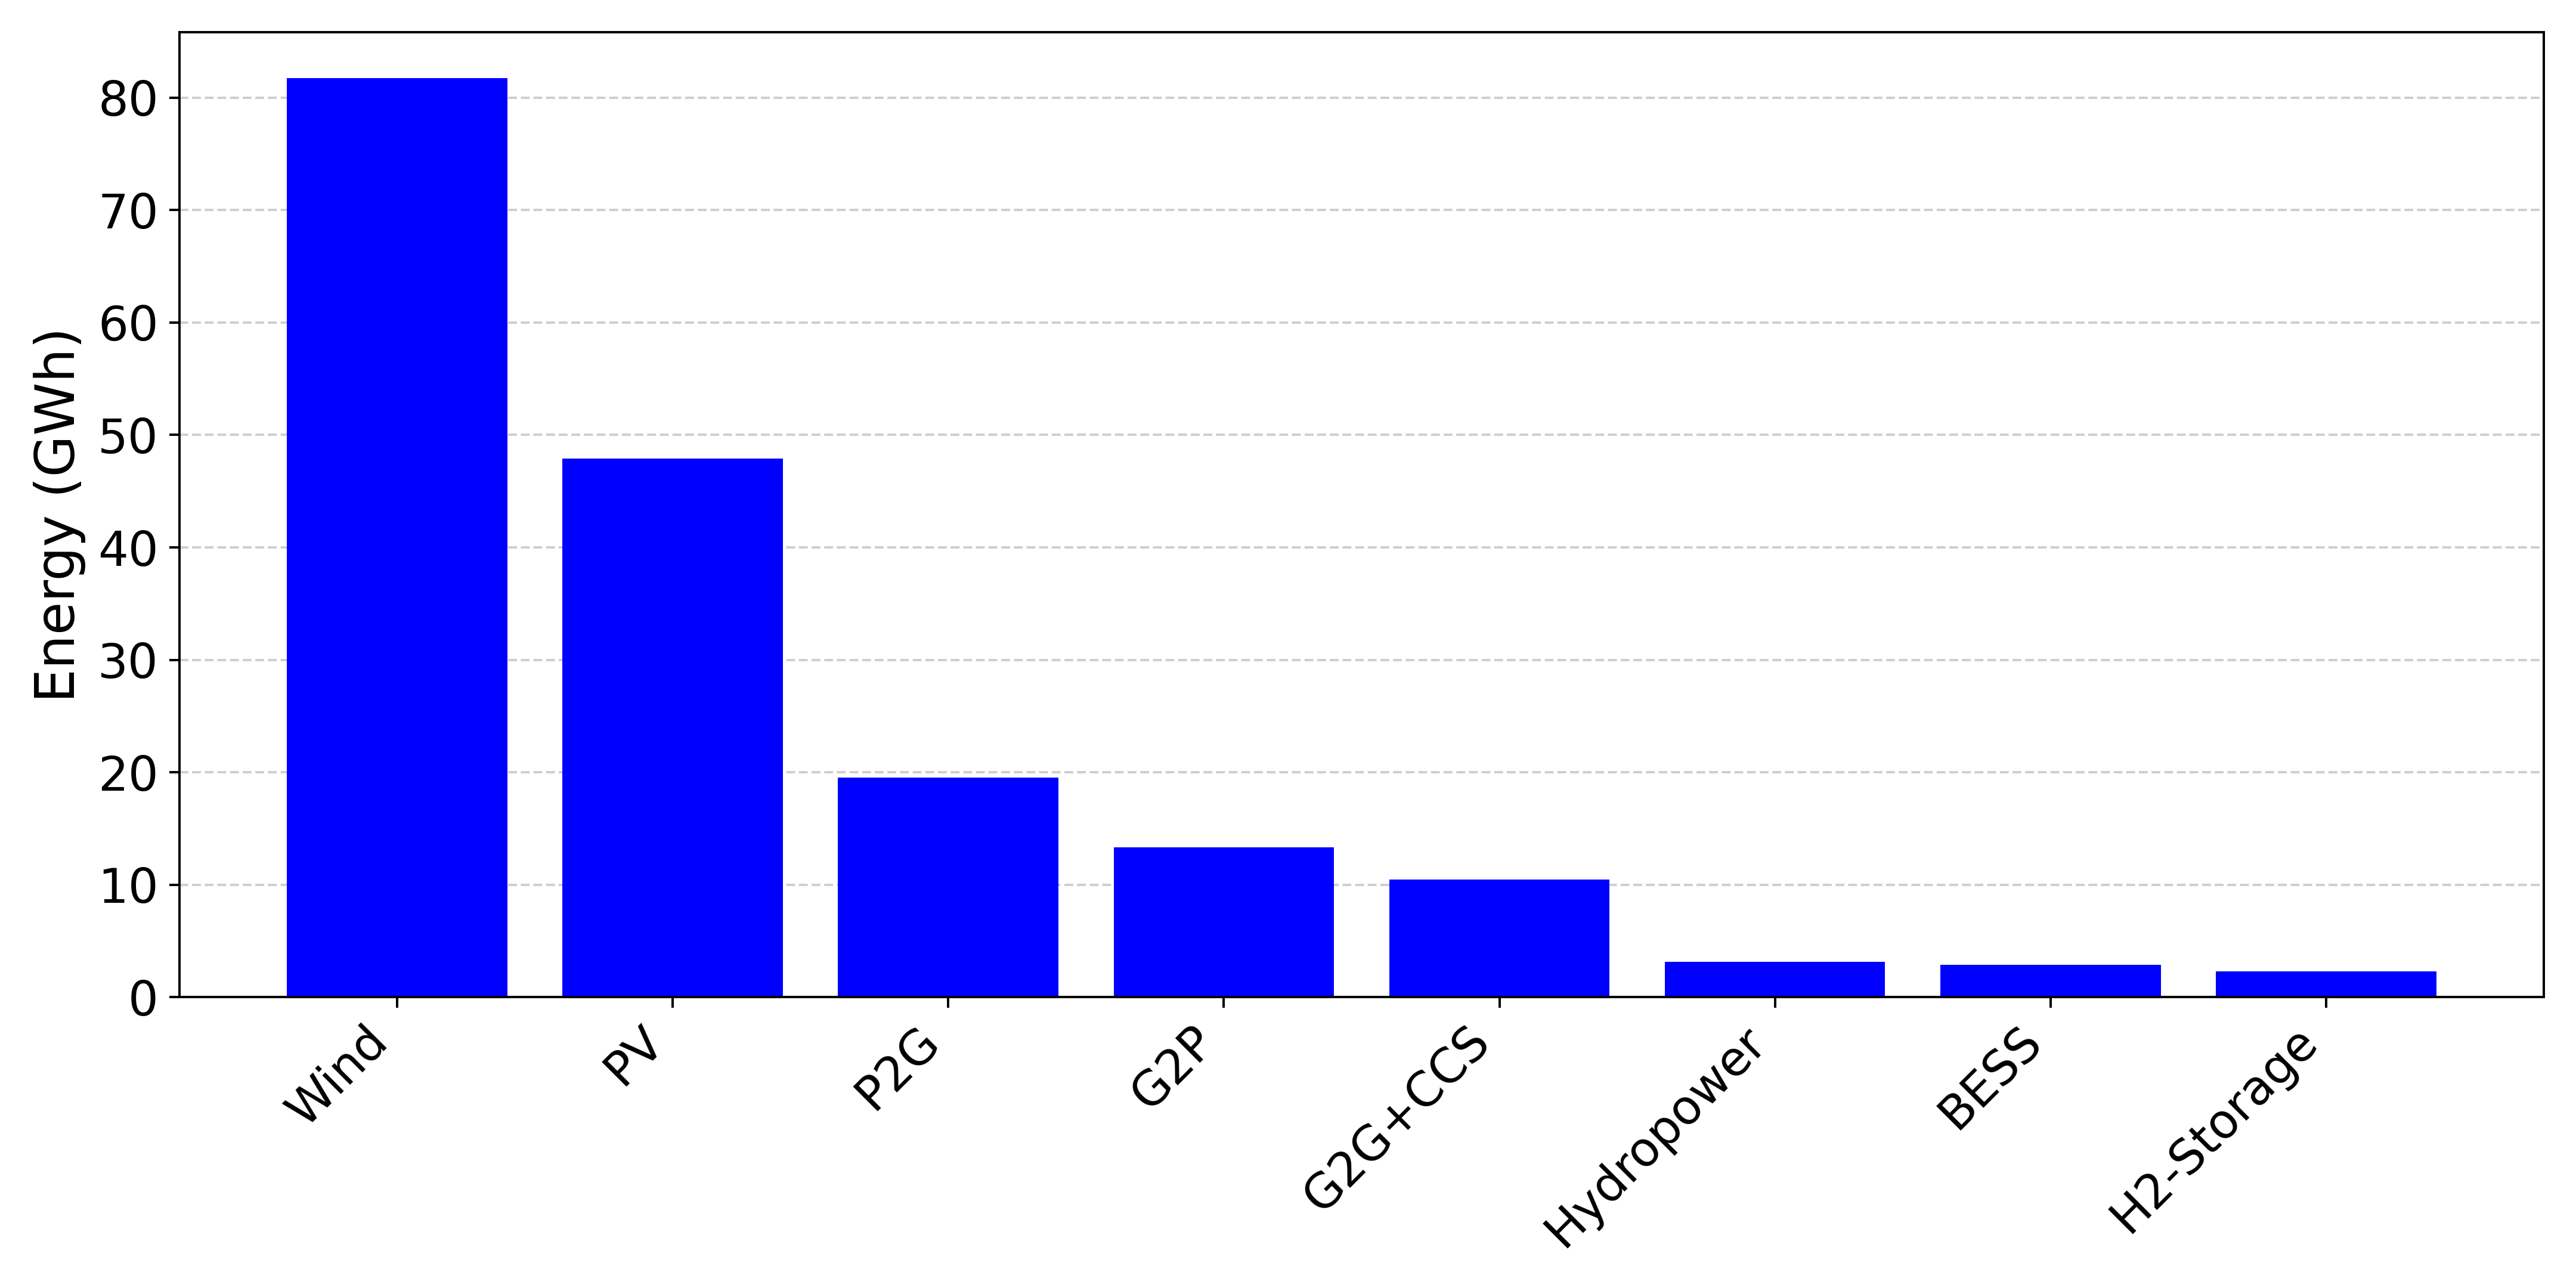 Energy (GWh)
80
70
60
50
40
30
20
10
0
Wind
PV
P2G
G2P
G2G+CCS
Hydropower
BESS
H2-Storage